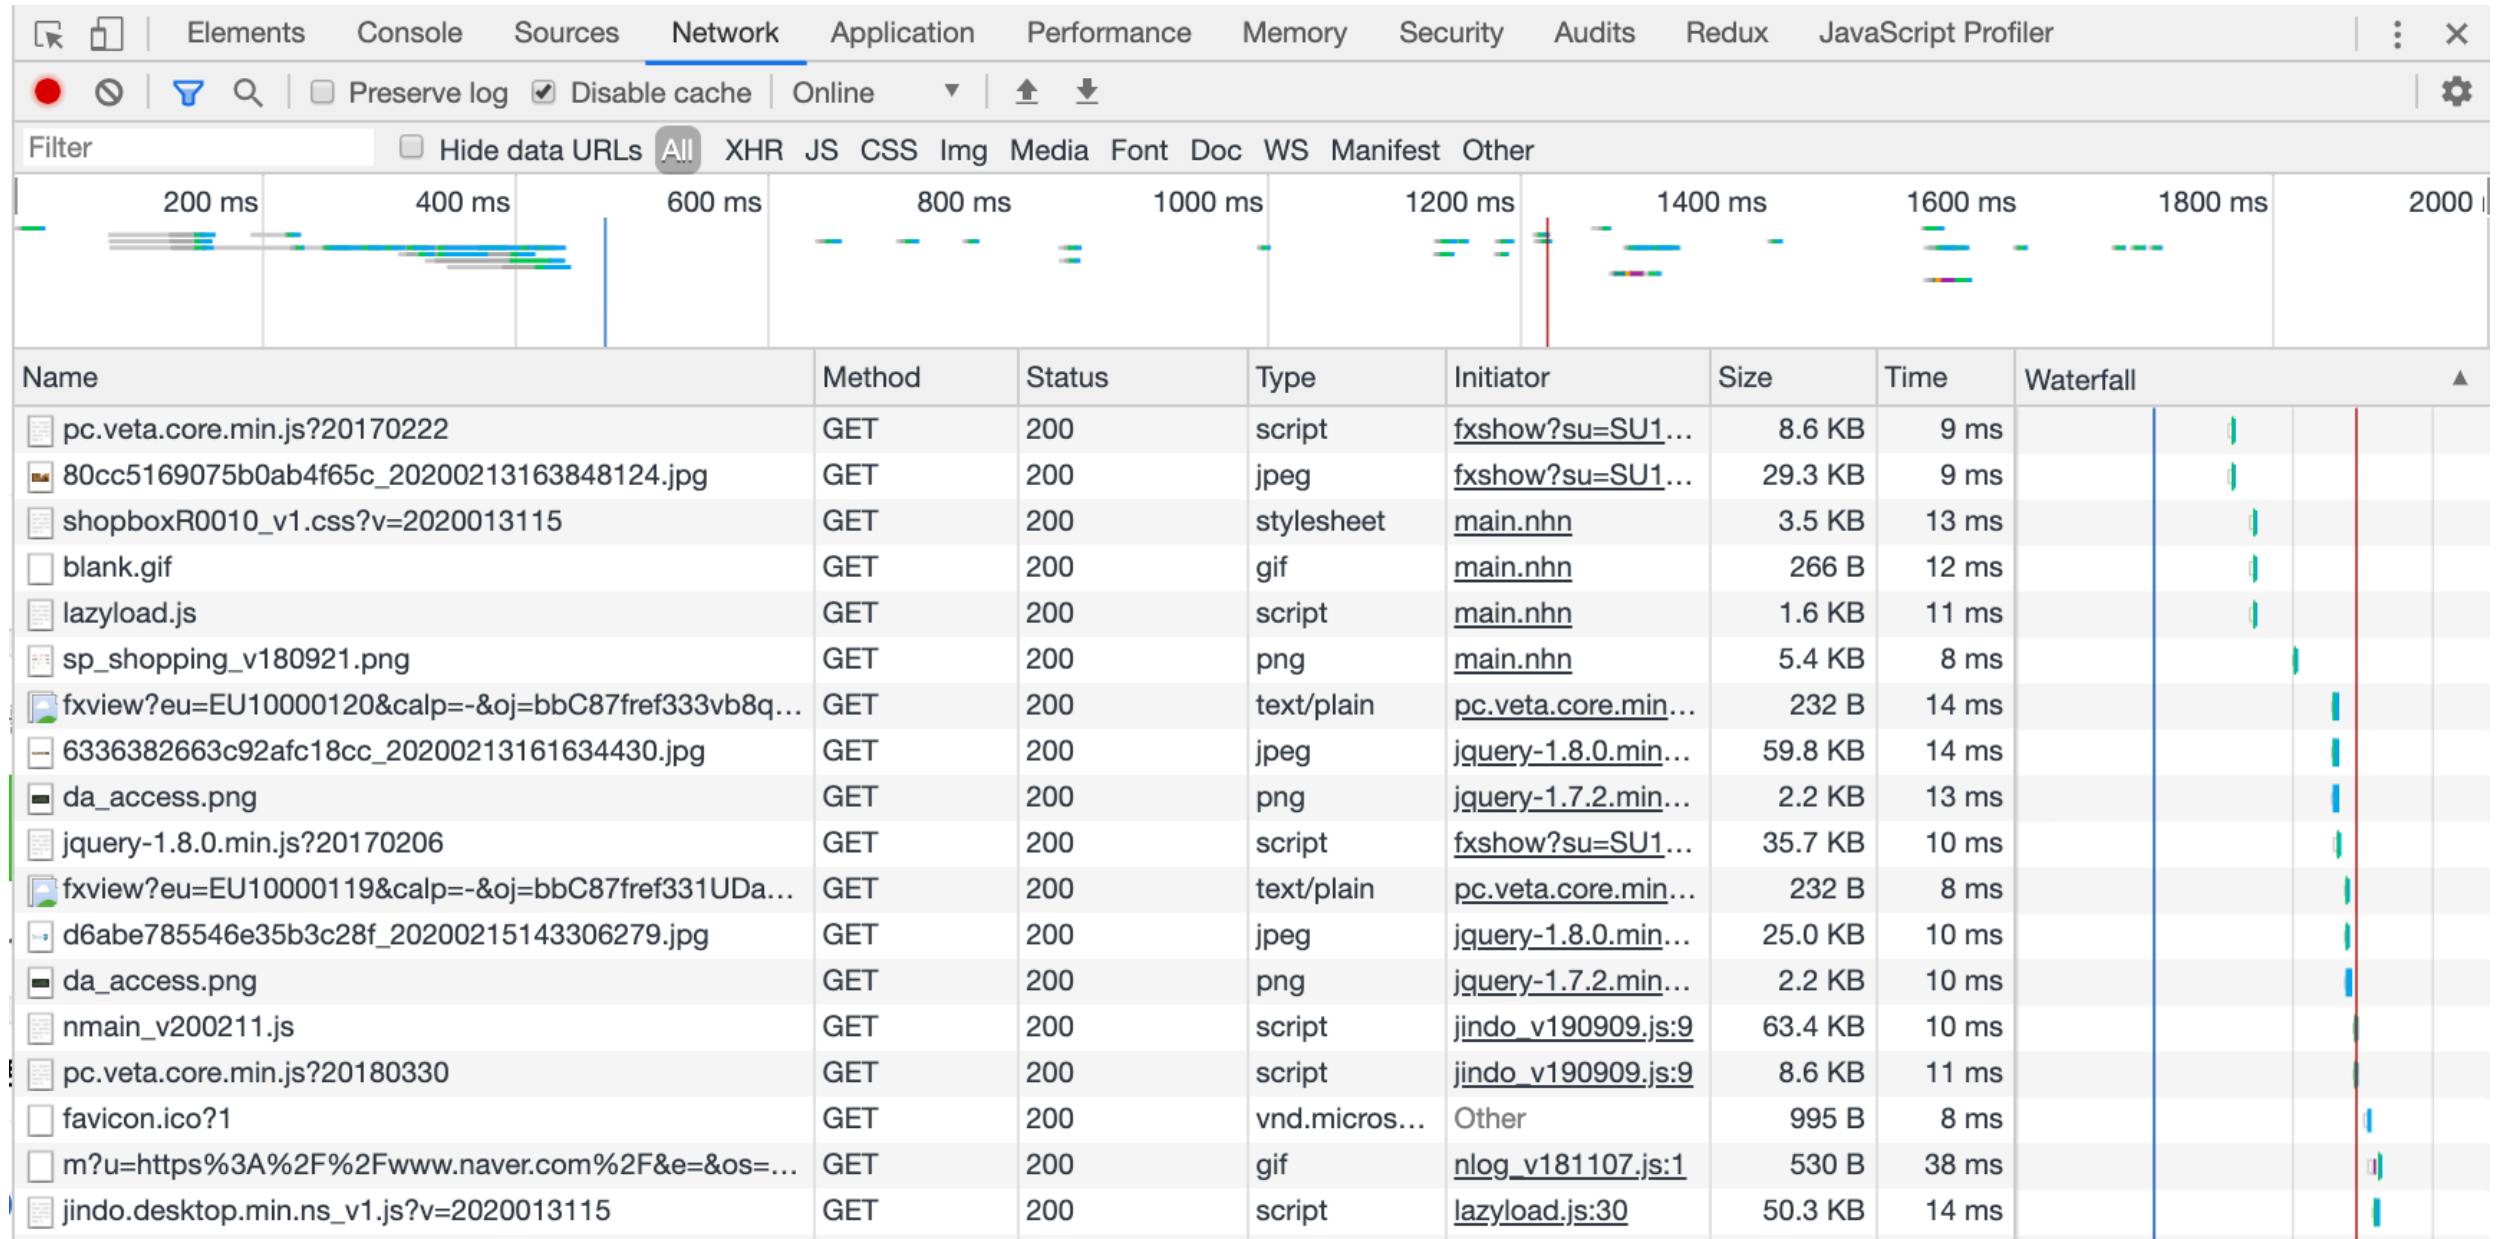 Elements Console Sources Network Application Performance Memory Security Audits Redux JavaScript Profiler
Preserve log Disable cache Online
Filter Hide data URLs All XHR JS CSS Img Media Font Doc WS Manifest Other
200 ms 400 ms 600 ms 800 ms 1000 ms 1200 ms 1400 ms 1600 ms 1800 ms 2000
Name Method Status Type Initiator Size Time Waterfall
pc.veta.core.min.js?20170222 GET 200 script fxshow?su=SU1... 8.6 KB 9 ms
80cc5169075b0ab4f65c_20200213163848124.jpg GET 200 jpeg fxshow?su=SU1... 29.3 KB 9 ms
shopboxR0010_v1.css?v=2020013115 GET 200 stylesheet main.nhn 3.5 KB 13 ms
blank.gif GET 200 gif main.nhn 266 B 12 ms
lazyload.js GET 200 script main.nhn 1.6 KB 11 ms
sp_shopping_v180921.png GET 200 png main.nhn 5.4 KB 8 ms
fxview?eu=EU10000120&calp=-&oj=bbC87fref333vb8q... GET 200 text/plain pc.veta.core.min... 232 B 14 ms
6336382663c92afc18cc_20200213161634430.jpg GET 200 jpeg jquery-1.8.0.min... 59.8 KB 14 ms
da_access.png GET 200 png jquery-1.7.2.min... 2.2 KB 13 ms
jquery-1.8.0.min.js?20170206 GET 200 script fxshow?su=SU1... 35.7 KB 10 ms
fxview?eu=EU10000119&calp=-&oj=bbC87fref331UDa... GET 200 text/plain pc.veta.core.min... 232 B 8 ms
d6abe785546e35b3c28f_20200215143306279.jpg GET 200 jpeg jquery-1.8.0.min... 25.0 KB 10 ms
da_access.png GET 200 png jquery-1.7.2.min... 2.2 KB 10 ms
nmain_v200211.js GET 200 script jindo_v190909.js:9 63.4 KB 10 ms
pc.veta.core.min.js?20180330 GET 200 script jindo_v190909.js:9 8.6 KB 11 ms
favicon.ico?1 GET 200 vnd.micros... Other 995 B 8 ms
m?u=https%3A%2F%2Fwww.naver.com%2F&e=&os=... GET 200 gif nlog_v181107.js:1 530 B 38 ms
jindo.desktop.min.ns_v1.js?v=2020013115 GET 200 script lazyload.js:30 50.3 KB 14 ms